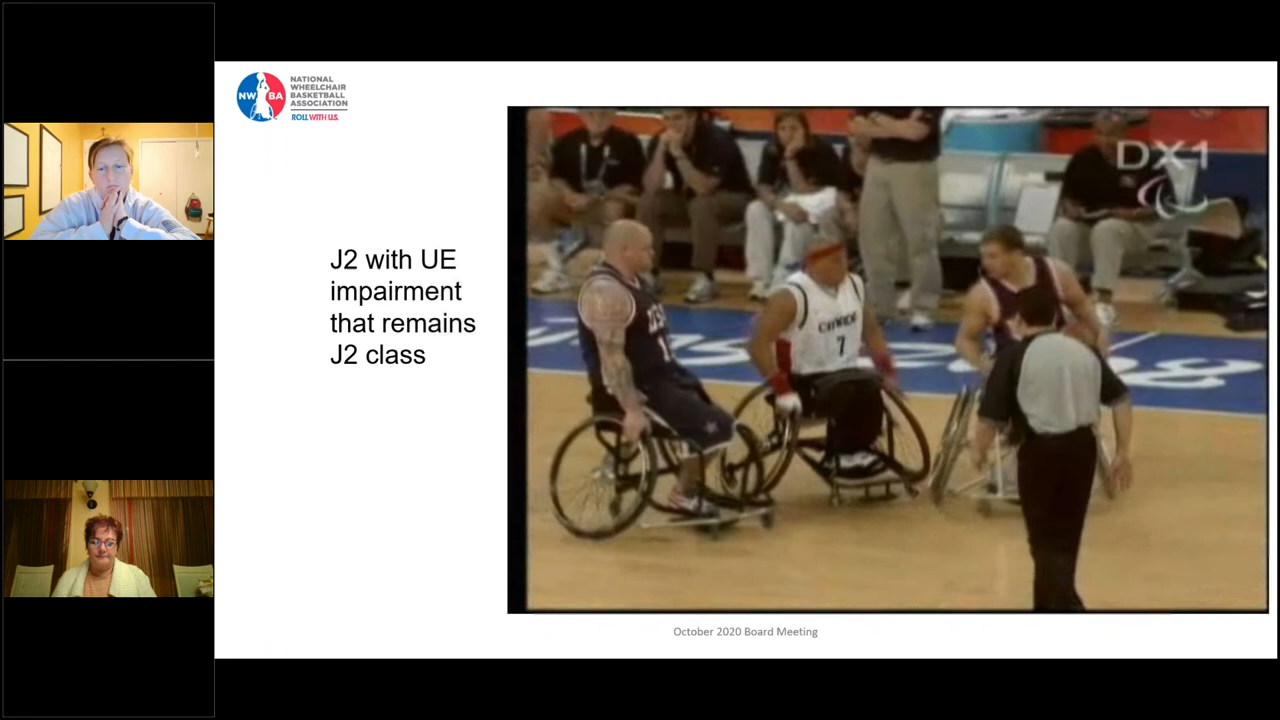 NATIONAL
WHEELCHAIR
BASKETBALL
ASSOCIATION
NW BA
ROLL WITH US.
J2 with UE
impairment
that remains
J2 class
DX1
CANADA
7
October 2020 Board Meeting